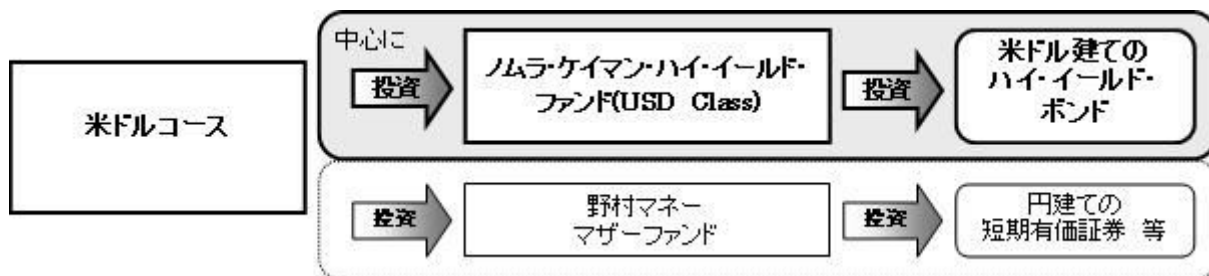 米ドルコース
中心に
投資
ノムラ・ケイマン・ハイ・イールド・
ファンド(USD Class)
投資
米ドル建ての
ハイ・イールド・
ボンド
投資
野村マネー
マザーファンド
投資
円建ての
短期有価証券 等